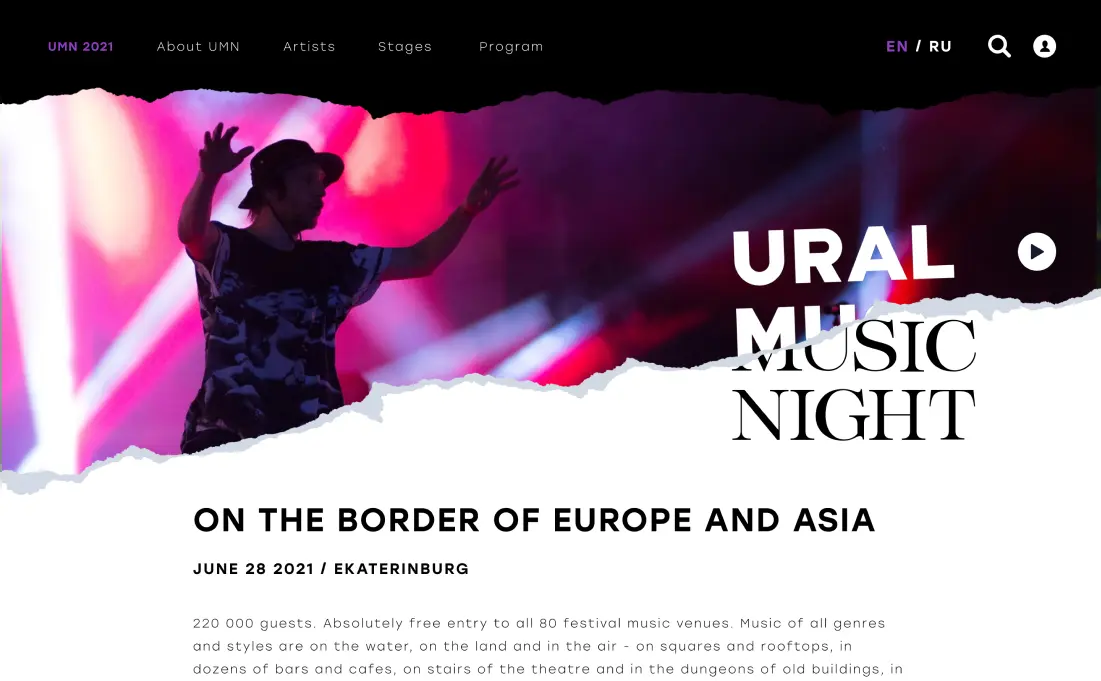 UMN 2021 About UMN Artists Stages Program EN / RU
URAL
MUSIC
NIGHT
ON THE BORDER OF EUROPE AND ASIA
JUNE 28 2021 / EKATERINBURG
220 000 guests. Absolutely free entry to all 80 festival music venues. Music of all genres
and styles are on the water, on the land and in the air - on squares and rooftops, in
dozens of bars and cafes, on stairs of the theatre and in the dungeons of old buildings, in